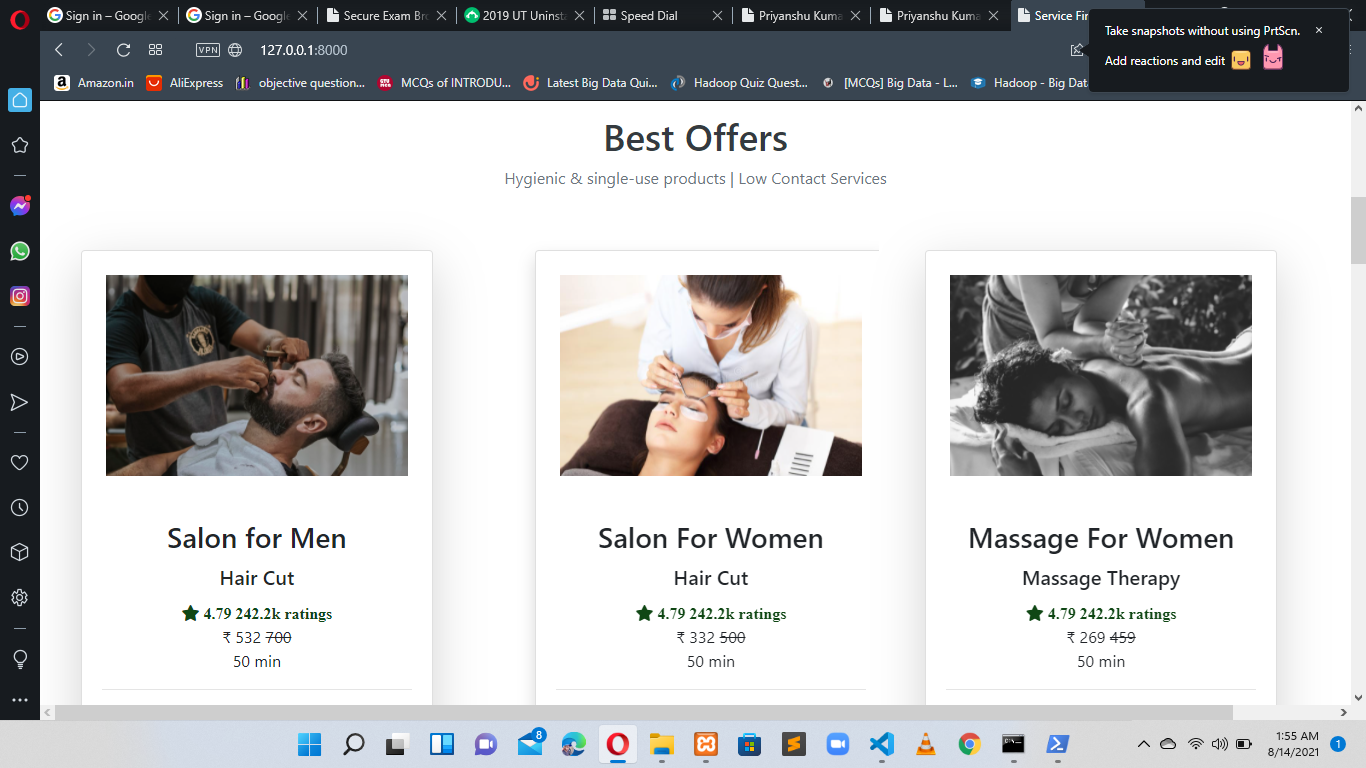 Sign in – Google
Sign in – Google
Secure Exam Bro
2019 UT Uninsta
Speed Dial
Priyanshu Kuma
Priyanshu Kuma
Service Fin
Take snapshots without using PrtScn.
Add reactions and edit
VPN
127.0.0.1:8000
Amazon.in
AliExpress
objective question...
MCQs of INTRODU...
Latest Big Data Qui...
Hadoop Quiz Quest...
[MCQs] Big Data - L...
Hadoop - Big Dat
Best Offers
Hygienic & single-use products | Low Contact Services
Salon for Men
Hair Cut
4.79 242.2k ratings
₹ 532 700
50 min
Salon For Women
Hair Cut
4.79 242.2k ratings
₹ 332 500
50 min
Massage For Women
Massage Therapy
4.79 242.2k ratings
₹ 269 459
50 min
8
1:55 AM
8/14/2021
1